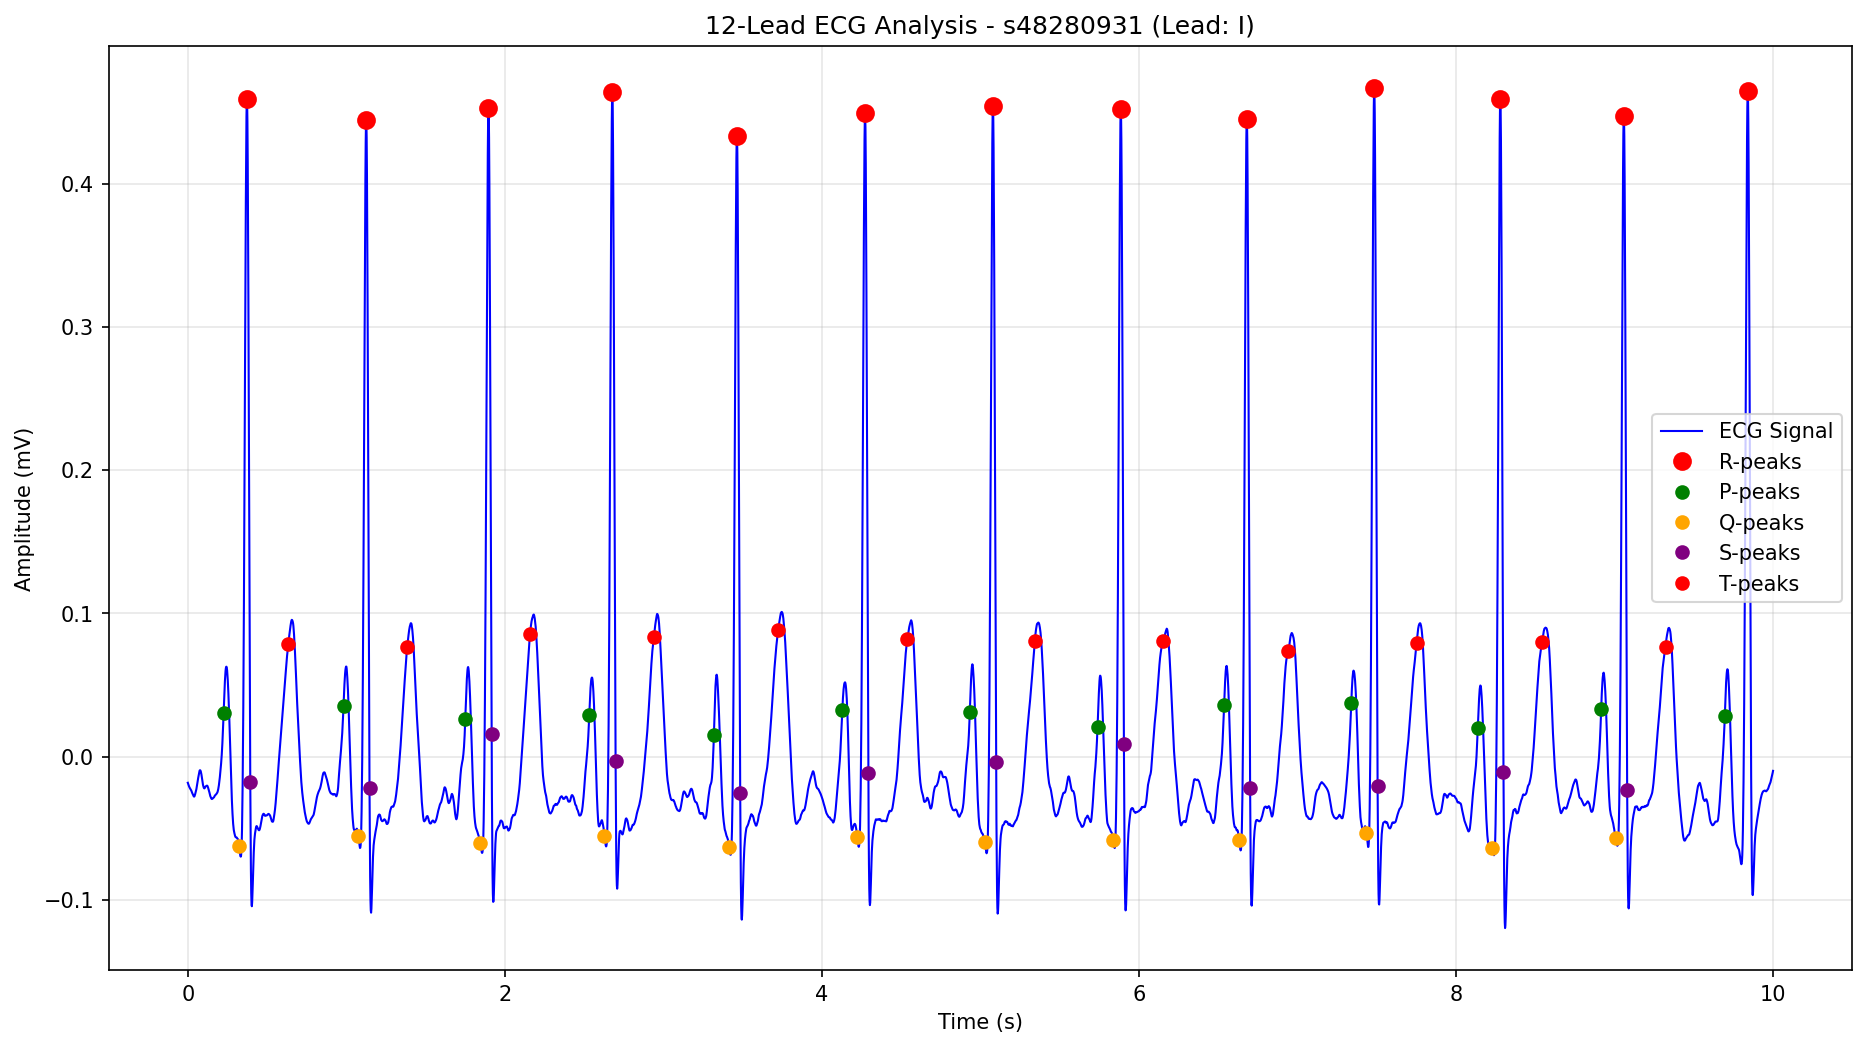 12-Lead ECG Analysis - s48280931 (Lead: I)
Amplitude (mV)
0.4
0.3
0.2
0.1
0.0
−0.1
ECG Signal
R-peaks
P-peaks
Q-peaks
S-peaks
T-peaks
0 2 4 6 8 10
Time (s)